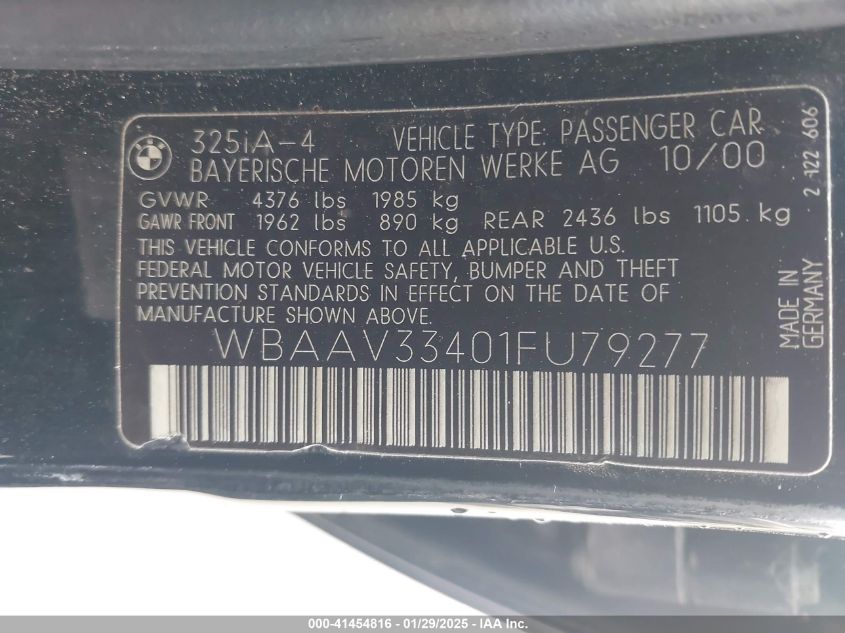 325iA-4 VEHICLE TYPE: PASSENGER CAR
BAYERISCHE MOTOREN WERKE AG 10/00
GVWR 4376 lbs 1985 kg
GAWR FRONT 1962 lbs 890 kg REAR 2436 lbs 1105 kg
THIS VEHICLE CONFORMS TO ALL APPLICABLE U.S.
FEDERAL MOTOR VEHICLE SAFETY, BUMPER AND THEFT
PREVENTION STANDARDS IN EFFECT ON THE DATE OF
MANUFACTURE SHOWN ABOVE.
WBAAV33401FU79277
2 122 606
MADE IN
GERMANY
BMW
000-41454816 - 01/29/2025 - IAA Inc.